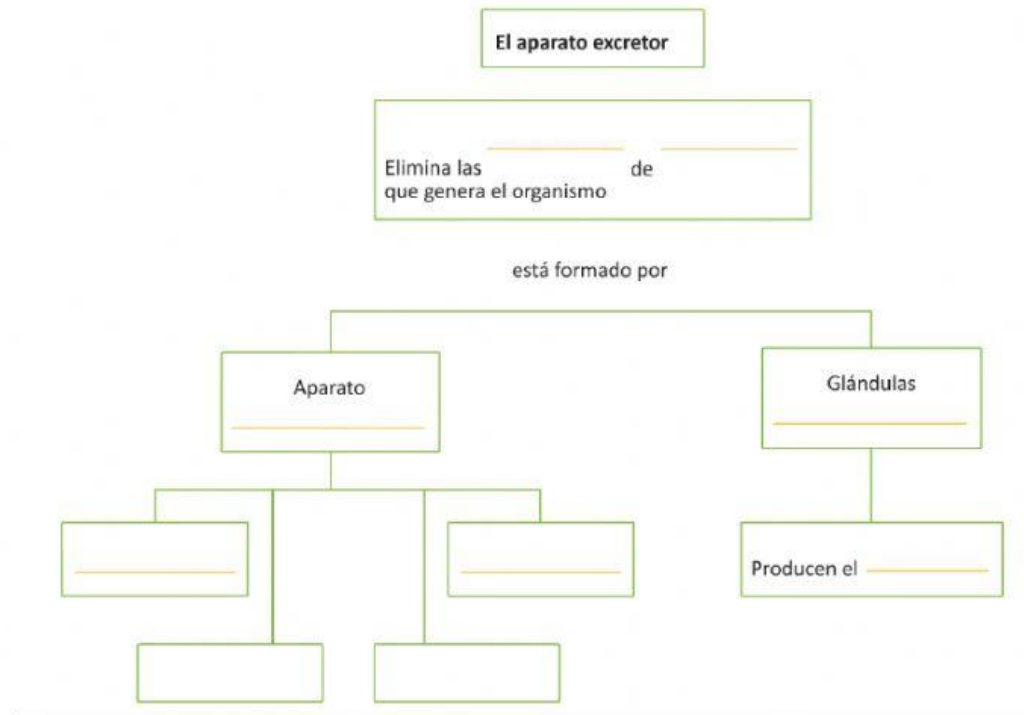 El aparato excretor
Elimina las de
que genera el organismo
está formado por
Aparato
Glándulas
Producen el